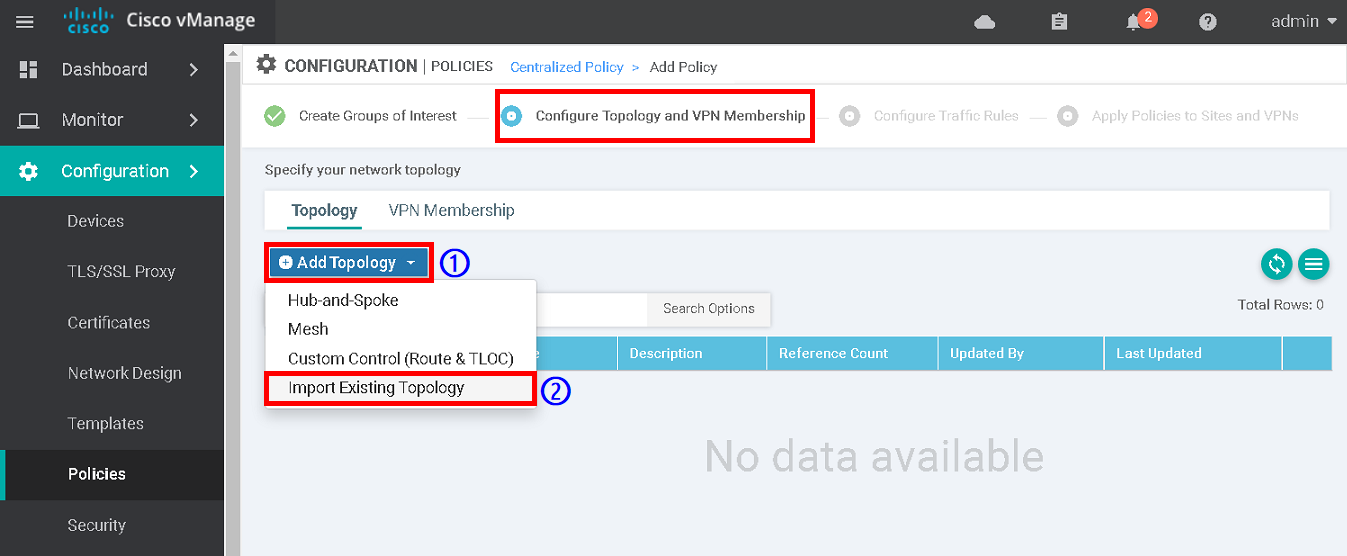 cisco Cisco vManage 2 admin
Dashboard
Monitor
Configuration
Devices
TLS/SSL Proxy
Certificates
Network Design
Templates
Policies
Security
CONFIGURATION | POLICIES Centralized Policy > Add Policy
Create Groups of Interest Configure Topology and VPN Membership Configure Traffic Rules Apply Policies to Sites and VPNs
Specify your network topology
Topology VPN Membership
Add Topology 1
Hub-and-Spoke
Mesh
Custom Control (Route & TLOC)
Import Existing Topology 2
Search Options
Total Rows: 0
Description Reference Count Updated By Last Updated
No data available